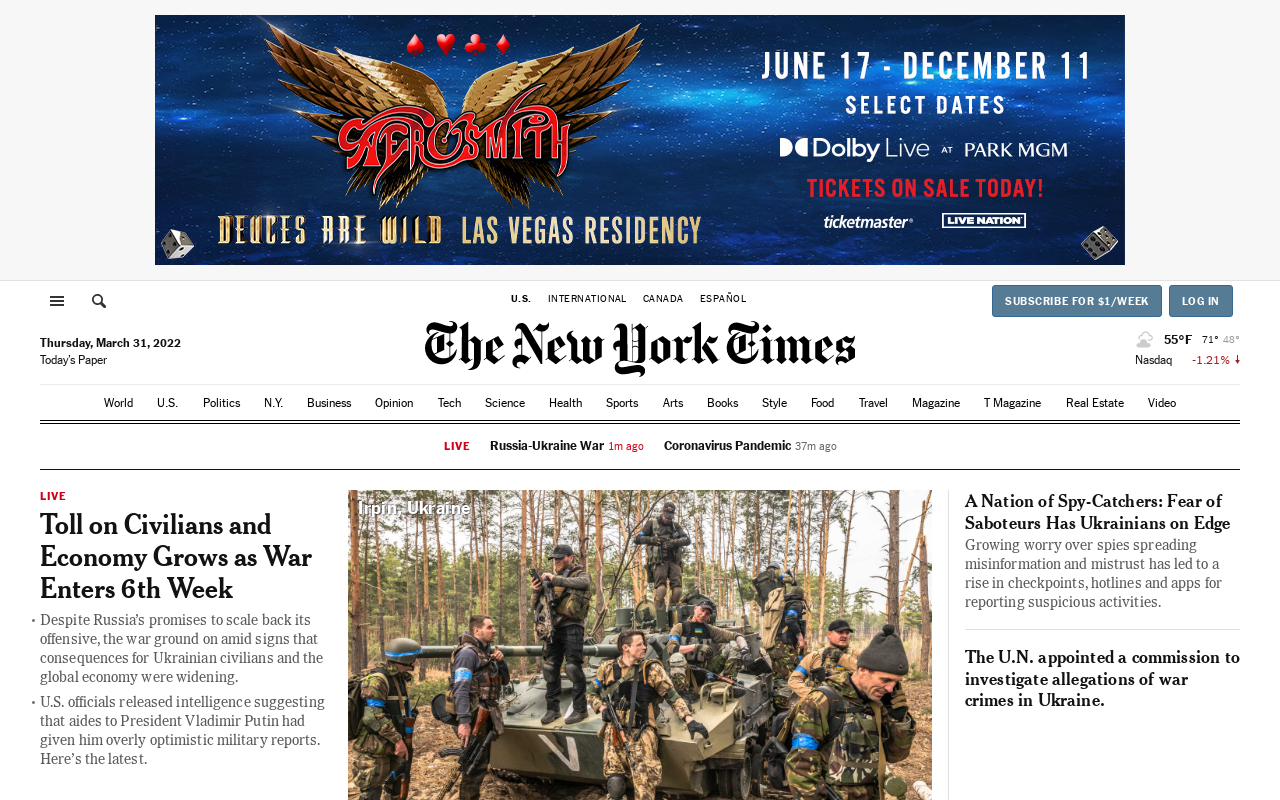 AEROSMITH
DEUCES ARE WILD LAS VEGAS RESIDENCY
JUNE 17 - DECEMBER 11
SELECT DATES
Dolby Live AT PARK MGM
TICKETS ON SALE TODAY!
ticketmaster® LIVE NATION
U.S. INTERNATIONAL CANADA ESPAÑOL
SUBSCRIBE FOR $1/WEEK LOG IN
Thursday, March 31, 2022
Today's Paper
The New York Times
55°F 71° 48°
Nasdaq -1.21%
World U.S. Politics N.Y. Business Opinion Tech Science Health Sports Arts Books Style Food Travel Magazine T Magazine Real Estate Video
LIVE Russia-Ukraine War 1m ago Coronavirus Pandemic 37m ago
LIVE
Toll on Civilians and
Economy Grows as War
Enters 6th Week
• Despite Russia's promises to scale back its
offensive, the war ground on amid signs that
consequences for Ukrainian civilians and the
global economy were widening.
• U.S. officials released intelligence suggesting
that aides to President Vladimir Putin had
given him overly optimistic military reports.
Here's the latest.
Irpin, Ukraine
V
A Nation of Spy-Catchers: Fear of
Saboteurs Has Ukrainians on Edge
Growing worry over spies spreading
misinformation and mistrust has led to a
rise in checkpoints, hotlines and apps for
reporting suspicious activities.
The U.N. appointed a commission to
investigate allegations of war
crimes in Ukraine.